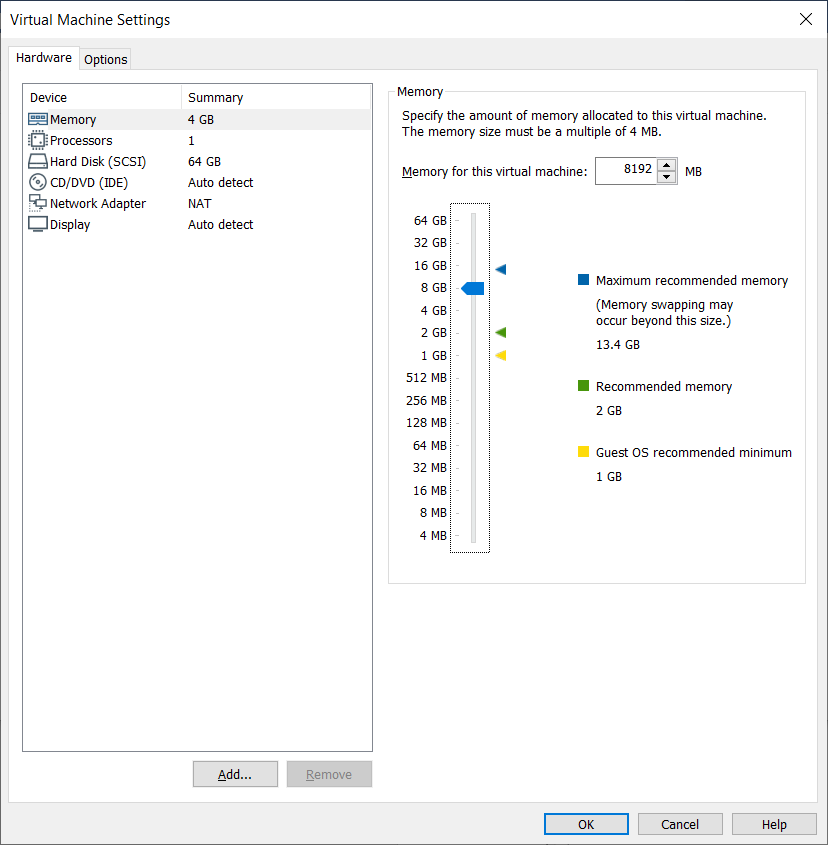 Virtual Machine Settings
Hardware Options
Device Summary
Memory 4 GB
Processors 1
Hard Disk (SCSI) 64 GB
CD/DVD (IDE) Auto detect
Network Adapter NAT
Display Auto detect
Add...
Remove
Memory
Specify the amount of memory allocated to this virtual machine.
The memory size must be a multiple of 4 MB.
Memory for this virtual machine: 8192 MB
64 GB
32 GB
16 GB
8 GB
4 GB
2 GB
1 GB
512 MB
256 MB
128 MB
64 MB
32 MB
16 MB
8 MB
4 MB
Maximum recommended memory
(Memory swapping may
occur beyond this size.)
13.4 GB
Recommended memory
2 GB
Guest OS recommended minimum
1 GB
OK Cancel Help